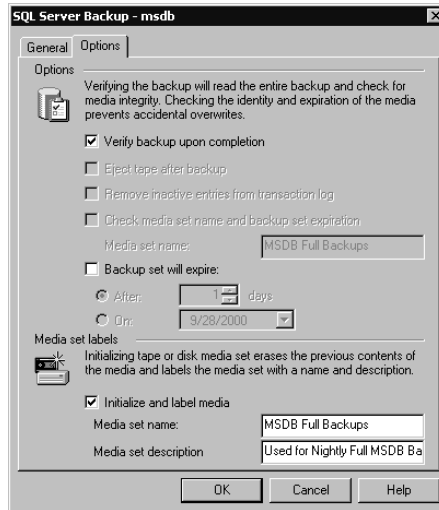 SQL Server Backup - msdb
General Options
Options
Verifying the backup will read the entire backup and check for
media integrity. Checking the identity and expiration of the media
prevents accidental overwrites.
Verify backup upon completion
Eject tape after backup
Remove inactive entries from transaction log
Check media set name and backup set expiration
Media set name: MSDB Full Backups
Backup set will expire:
After: 1 days
On: 9/28/2000
Media set labels
Initializing tape or disk media set erases the previous contents of
the media and labels the media set with a name and description.
Initialize and label media
Media set name: MSDB Full Backups
Media set description Used for Nightly Full MSDB Ba
OK Cancel Help